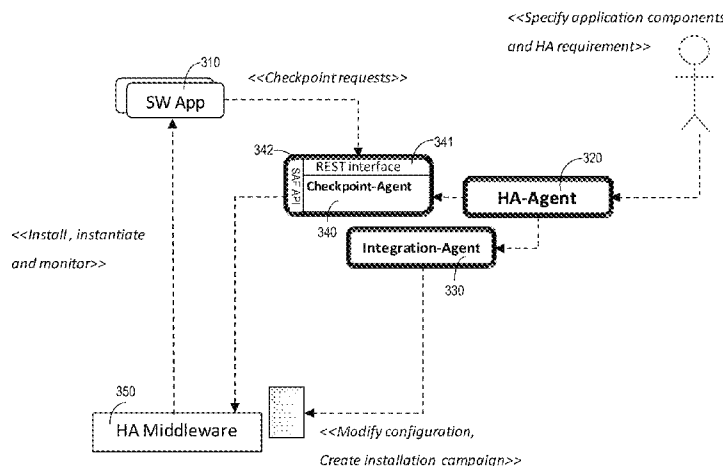 <<Specify application components
and HA requirement>>
310
SW App
<<Checkpoint requests>>
342
341
REST interface
SAF API
Checkpoint-Agent
340
320
HA-Agent
Integration-Agent
330
<<Install, instantiate
and monitor>>
350
HA Middleware
<<Modify configuration,
Create installation campaign>>